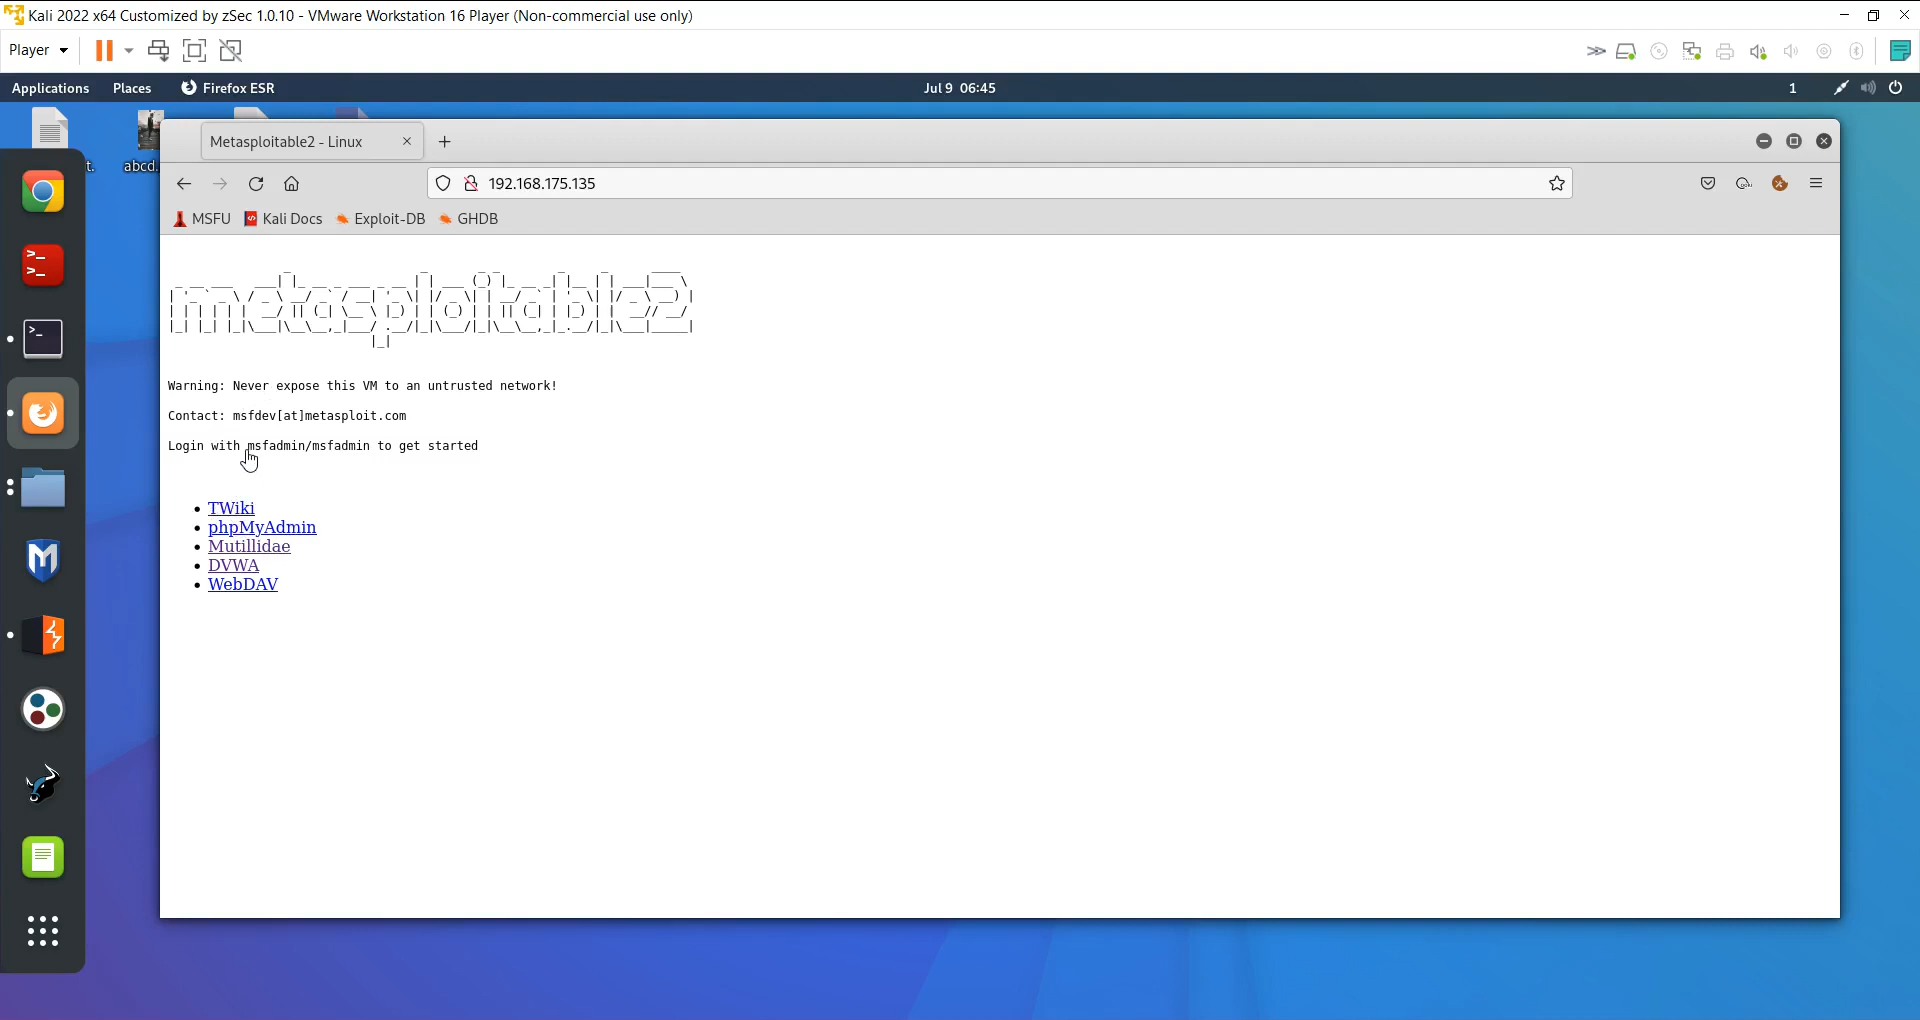 Kali 2022 x64 Customized by zSec 1.0.10 - VMware Workstation 16 Player (Non-commercial use only)
Player
Applications Places Firefox ESR Jul 9 06:45 1
t. abcd.
Metasploitable2 - Linux
192.168.175.135
MSFU Kali Docs Exploit-DB GHDB
metasploitable2
Warning: Never expose this VM to an untrusted network!
Contact: msfdev[at]metasploit.com
Login with msfadmin/msfadmin to get started
• TWiki
• phpMyAdmin
• Mutillidae
• DVWA
• WebDAV